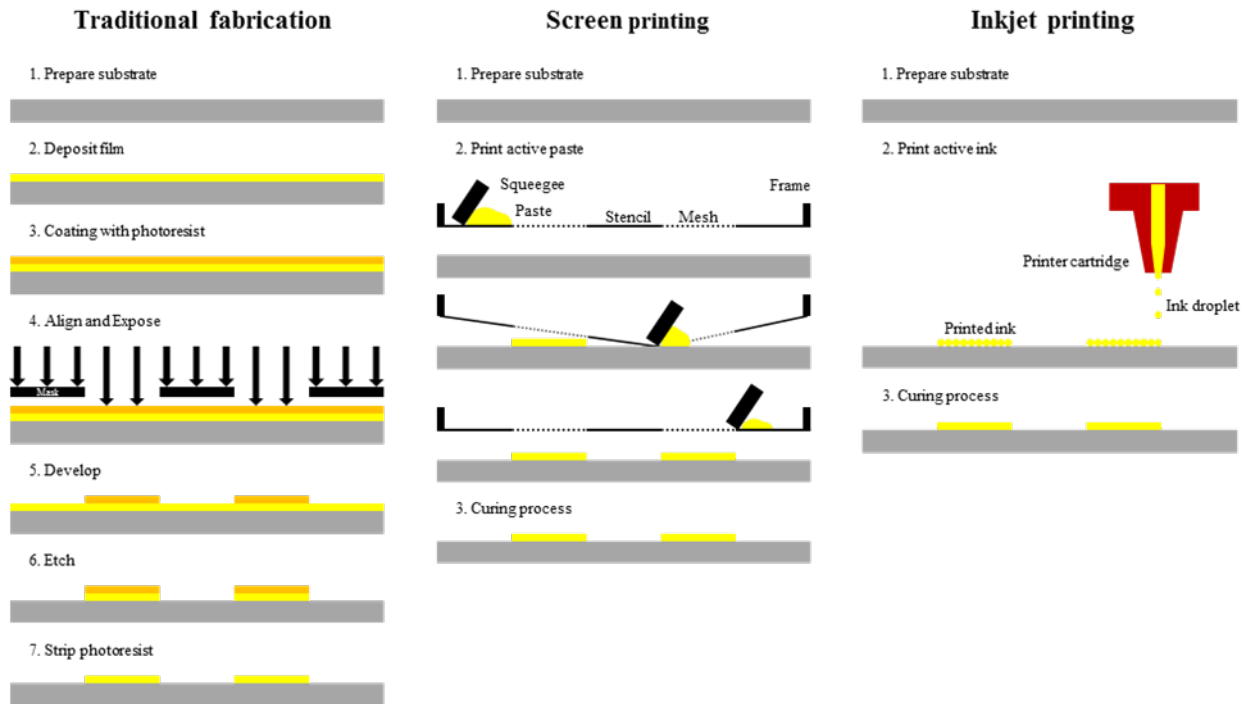 Traditional fabrication
1. Prepare substrate
2. Deposit film
3. Coating with photoresist
4. Align and Expose
Mask
5. Develop
6. Etch
7. Strip photoresist
Screen printing
1. Prepare substrate
2. Print active paste
Squeegee
Frame
Paste
Stencil
Mesh
3. Curing process
Inkjet printing
1. Prepare substrate
2. Print active ink
Printer cartridge
Ink droplet
Printed ink
3. Curing process